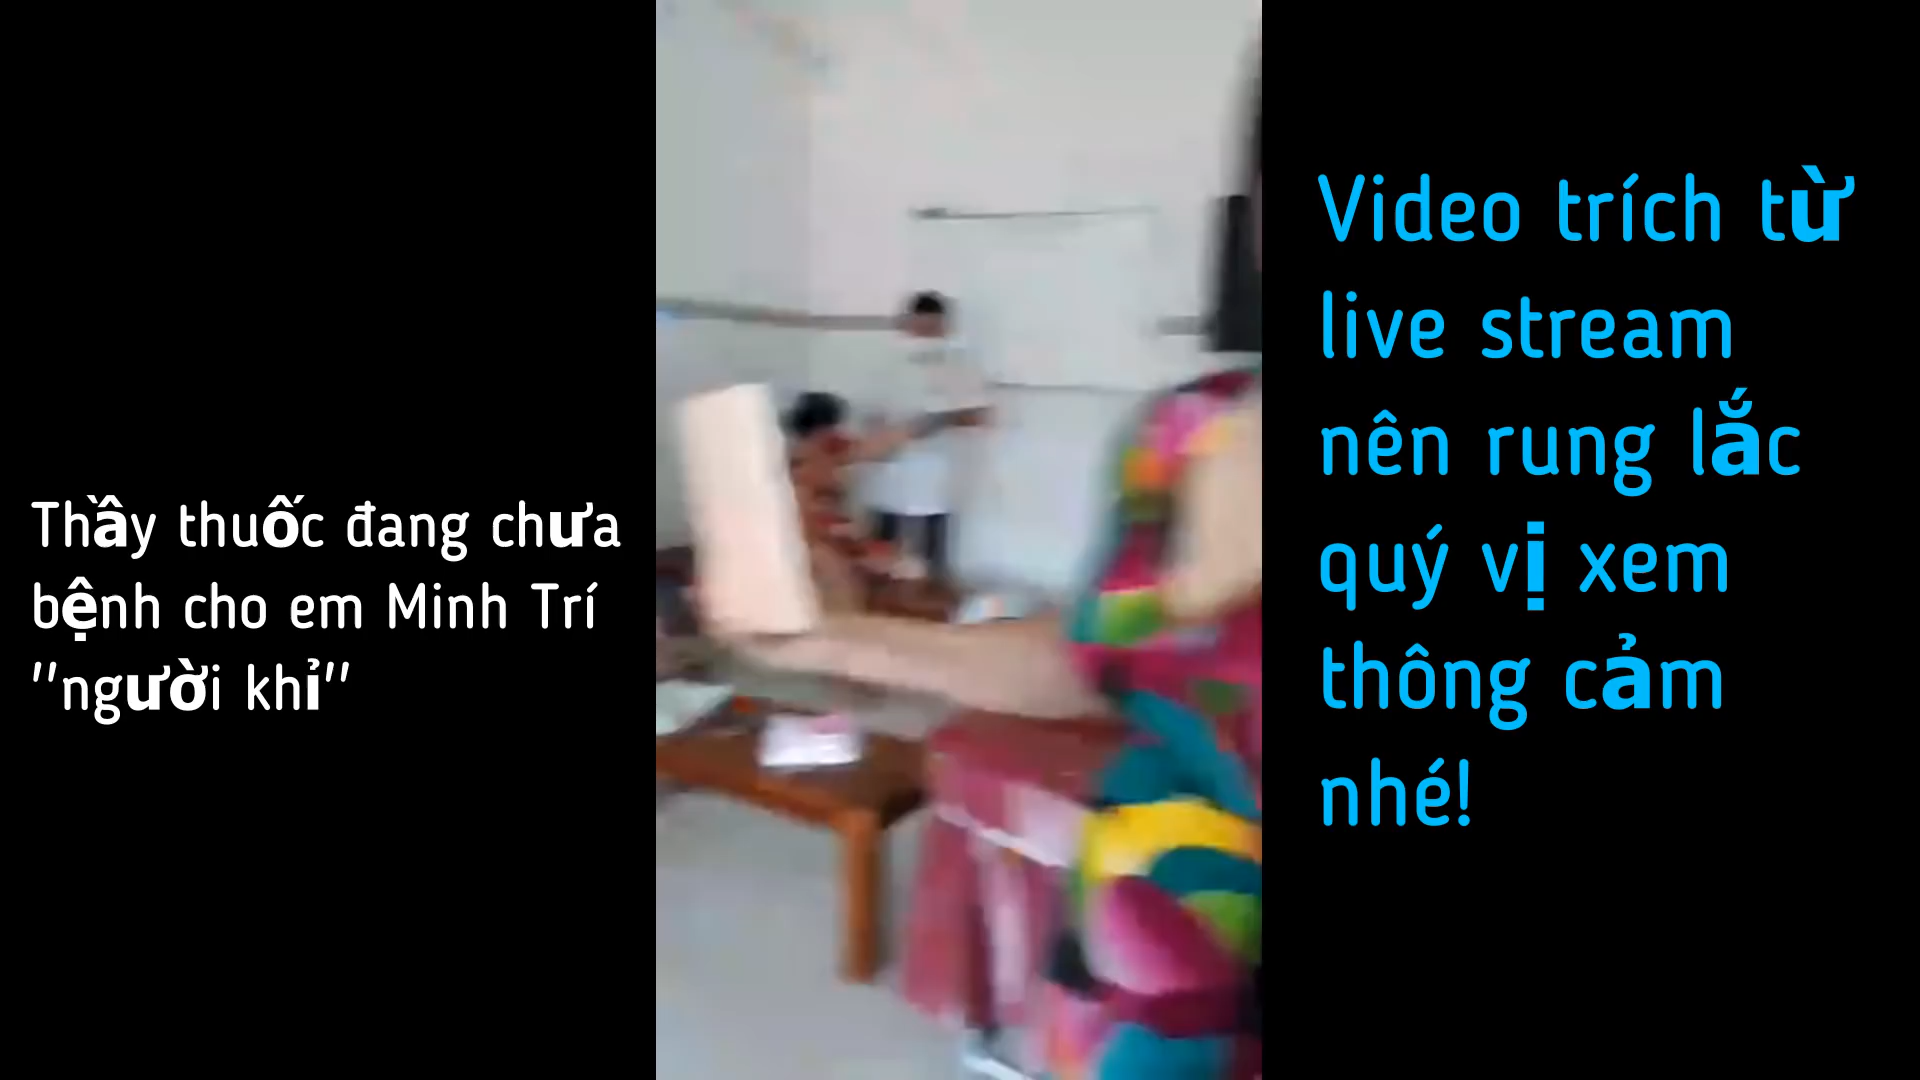 Thầy thuốc đang chưa
bệnh cho em Minh Trí
"người khỉ"
Video trích từ
live stream
nên rung lắc
quý vị xem
thông cảm
nhé!